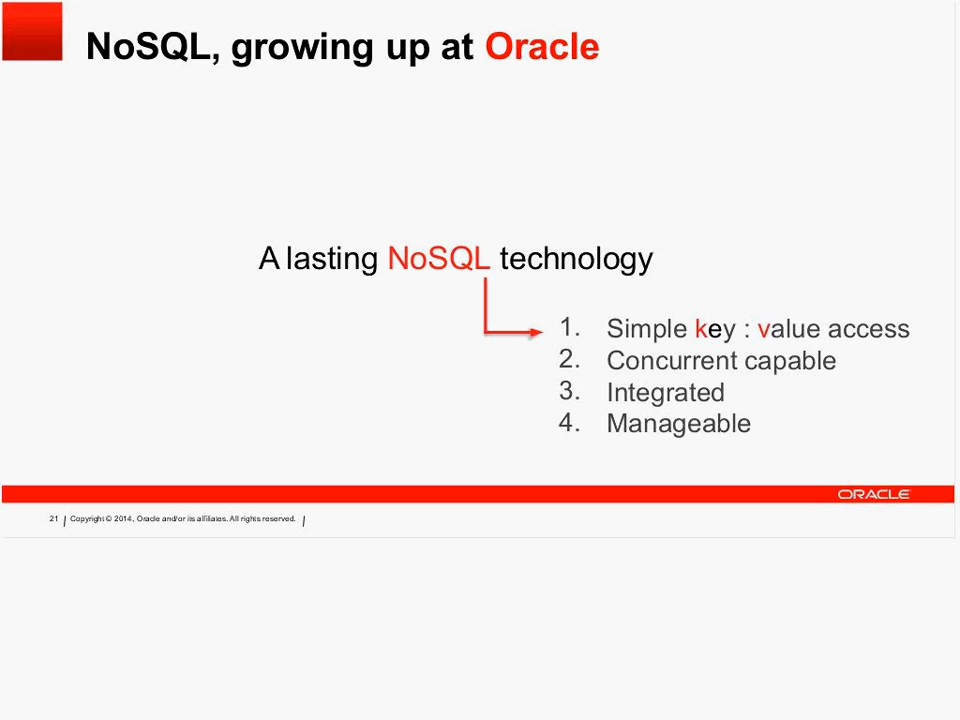 NoSQL, growing up at Oracle
A lasting NoSQL technology
1. Simple key : value access
2. Concurrent capable
3. Integrated
4. Manageable
ORACLE
21 | Copyright © 2014, Oracle and/or its affiliates. All rights reserved. |